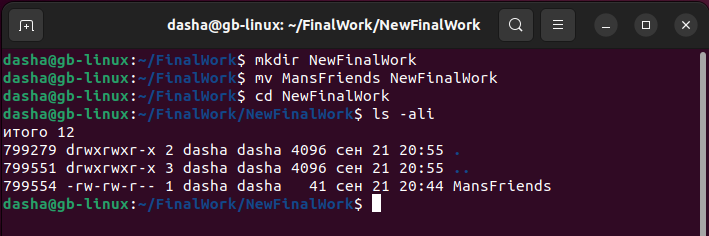 dasha@gb-linux: ~/FinalWork/NewFinalWork
dasha@gb-linux:~/FinalWork$ mkdir NewFinalWork
dasha@gb-linux:~/FinalWork$ mv MansFriends NewFinalWork
dasha@gb-linux:~/FinalWork$ cd NewFinalWork
dasha@gb-linux:~/FinalWork/NewFinalWork$ ls -ali
итого 12
799279 drwxrwxr-x 2 dasha dasha 4096 сен 21 20:55 .
799551 drwxrwxr-x 3 dasha dasha 4096 сен 21 20:55 ..
799554 -rw-rw-r-- 1 dasha dasha   41 сен 21 20:44 MansFriends
dasha@gb-linux:~/FinalWork/NewFinalWork$